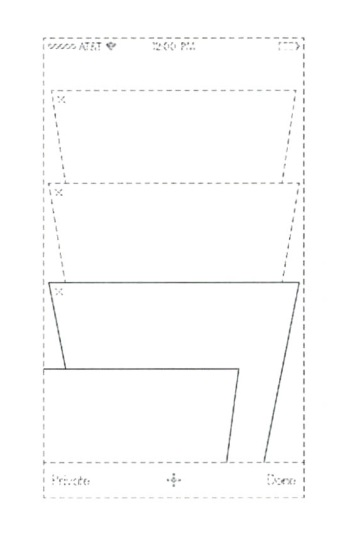 AT&T 12:00 PM
×
×
×
Private + Done